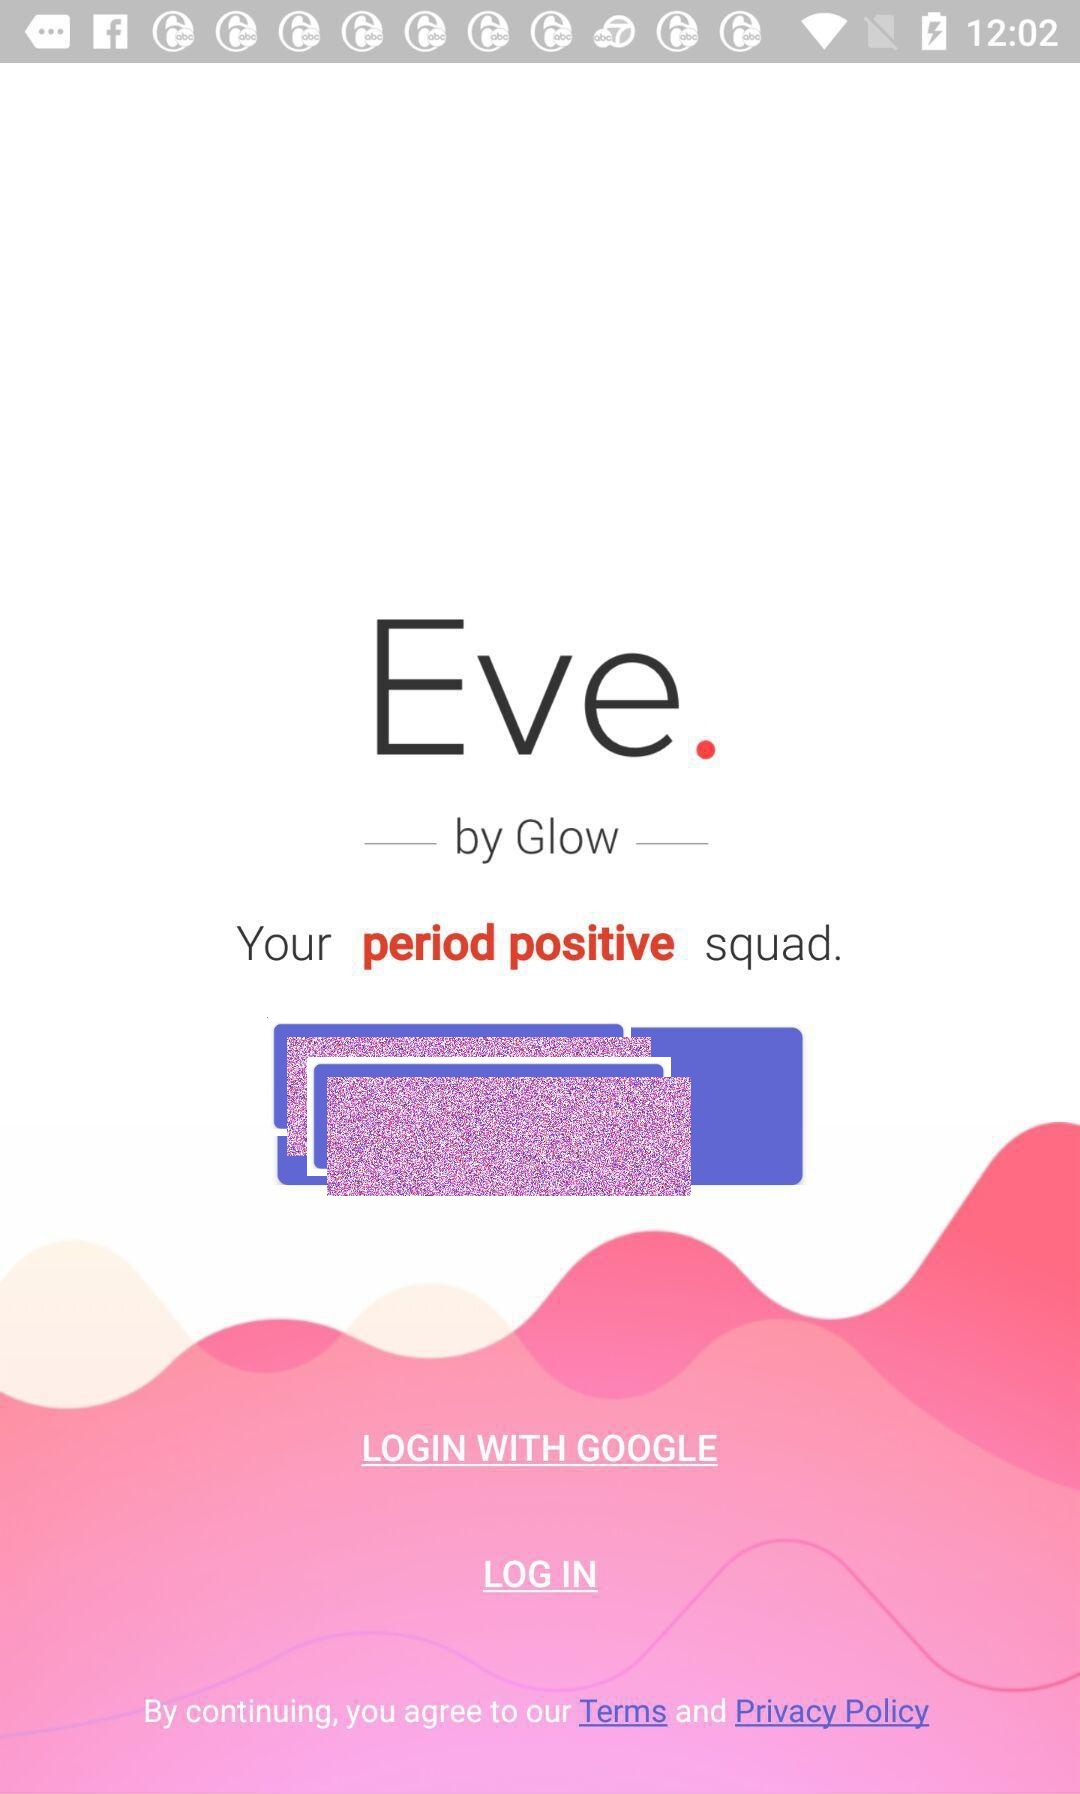 12:02
Eve.
by Glow
Your period positive squad.
LOGIN WITH GOOGLE
LOG IN
By continuing, you agree to our Terms and Privacy Policy